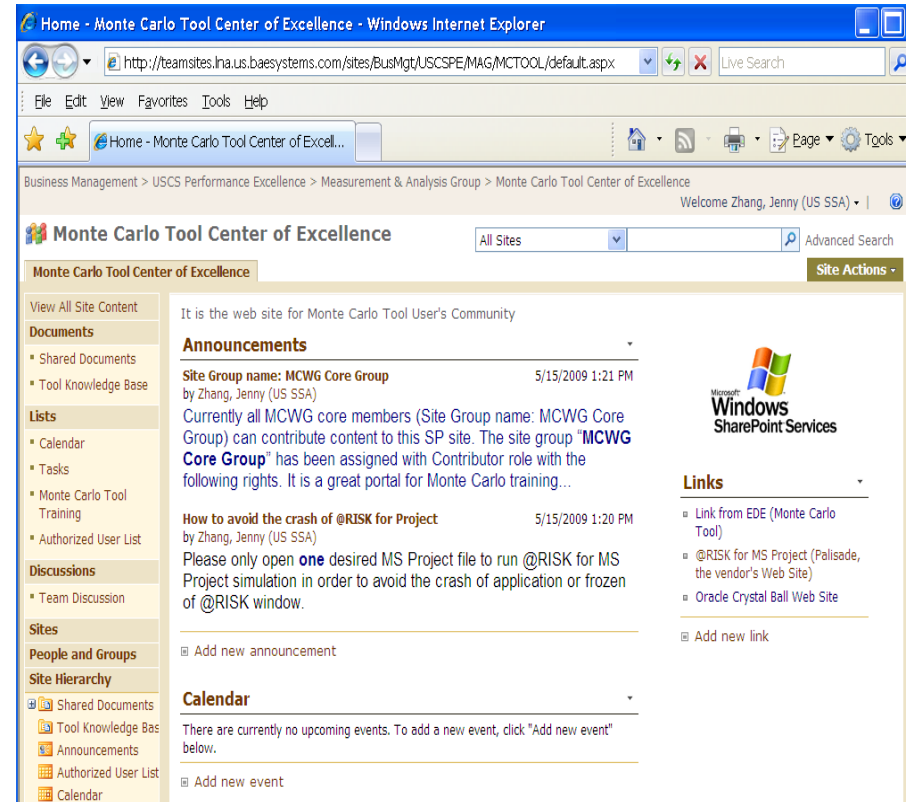 Home - Monte Carlo Tool Center of Excellence - Windows Internet Explorer
http://teamsites.lna.us.baesystems.com/sites/BusMgt/USCSPE/MAG/MCTOOL/default.aspx
Live Search
File Edit View Favorites Tools Help
Home - Monte Carlo Tool Center of Excell...
Page Tools
Business Management > USCS Performance Excellence > Measurement & Analysis Group > Monte Carlo Tool Center of Excellence
Welcome Zhang, Jenny (US SSA) |
Monte Carlo Tool Center of Excellence
All Sites
Advanced Search
Monte Carlo Tool Center of Excellence
Site Actions
View All Site Content
Documents
Shared Documents
Tool Knowledge Base
Lists
Calendar
Tasks
Monte Carlo Tool
Training
Authorized User List
Discussions
Team Discussion
Sites
People and Groups
Site Hierarchy
Shared Documents
Tool Knowledge Bas
Announcements
Authorized User List
Calendar
It is the web site for Monte Carlo Tool User's Community
Announcements
Site Group name: MCWG Core Group 5/15/2009 1:21 PM
by Zhang, Jenny (US SSA)
Currently all MCWG core members (Site Group name: MCWG Core
Group) can contribute content to this SP site. The site group "MCWG
Core Group" has been assigned with Contributor role with the
following rights. It is a great portal for Monte Carlo training...
How to avoid the crash of @RISK for Project 5/15/2009 1:20 PM
by Zhang, Jenny (US SSA)
Please only open one desired MS Project file to run @RISK for MS
Project simulation in order to avoid the crash of application or frozen
of @RISK window.
Add new announcement
Calendar
There are currently no upcoming events. To add a new event, click "Add new event"
below.
Add new event
Microsoft
Windows
SharePoint Services
Links
Link from EDE (Monte Carlo
Tool)
@RISK for MS Project (Palisade,
the vendor's Web Site)
Oracle Crystal Ball Web Site
Add new link